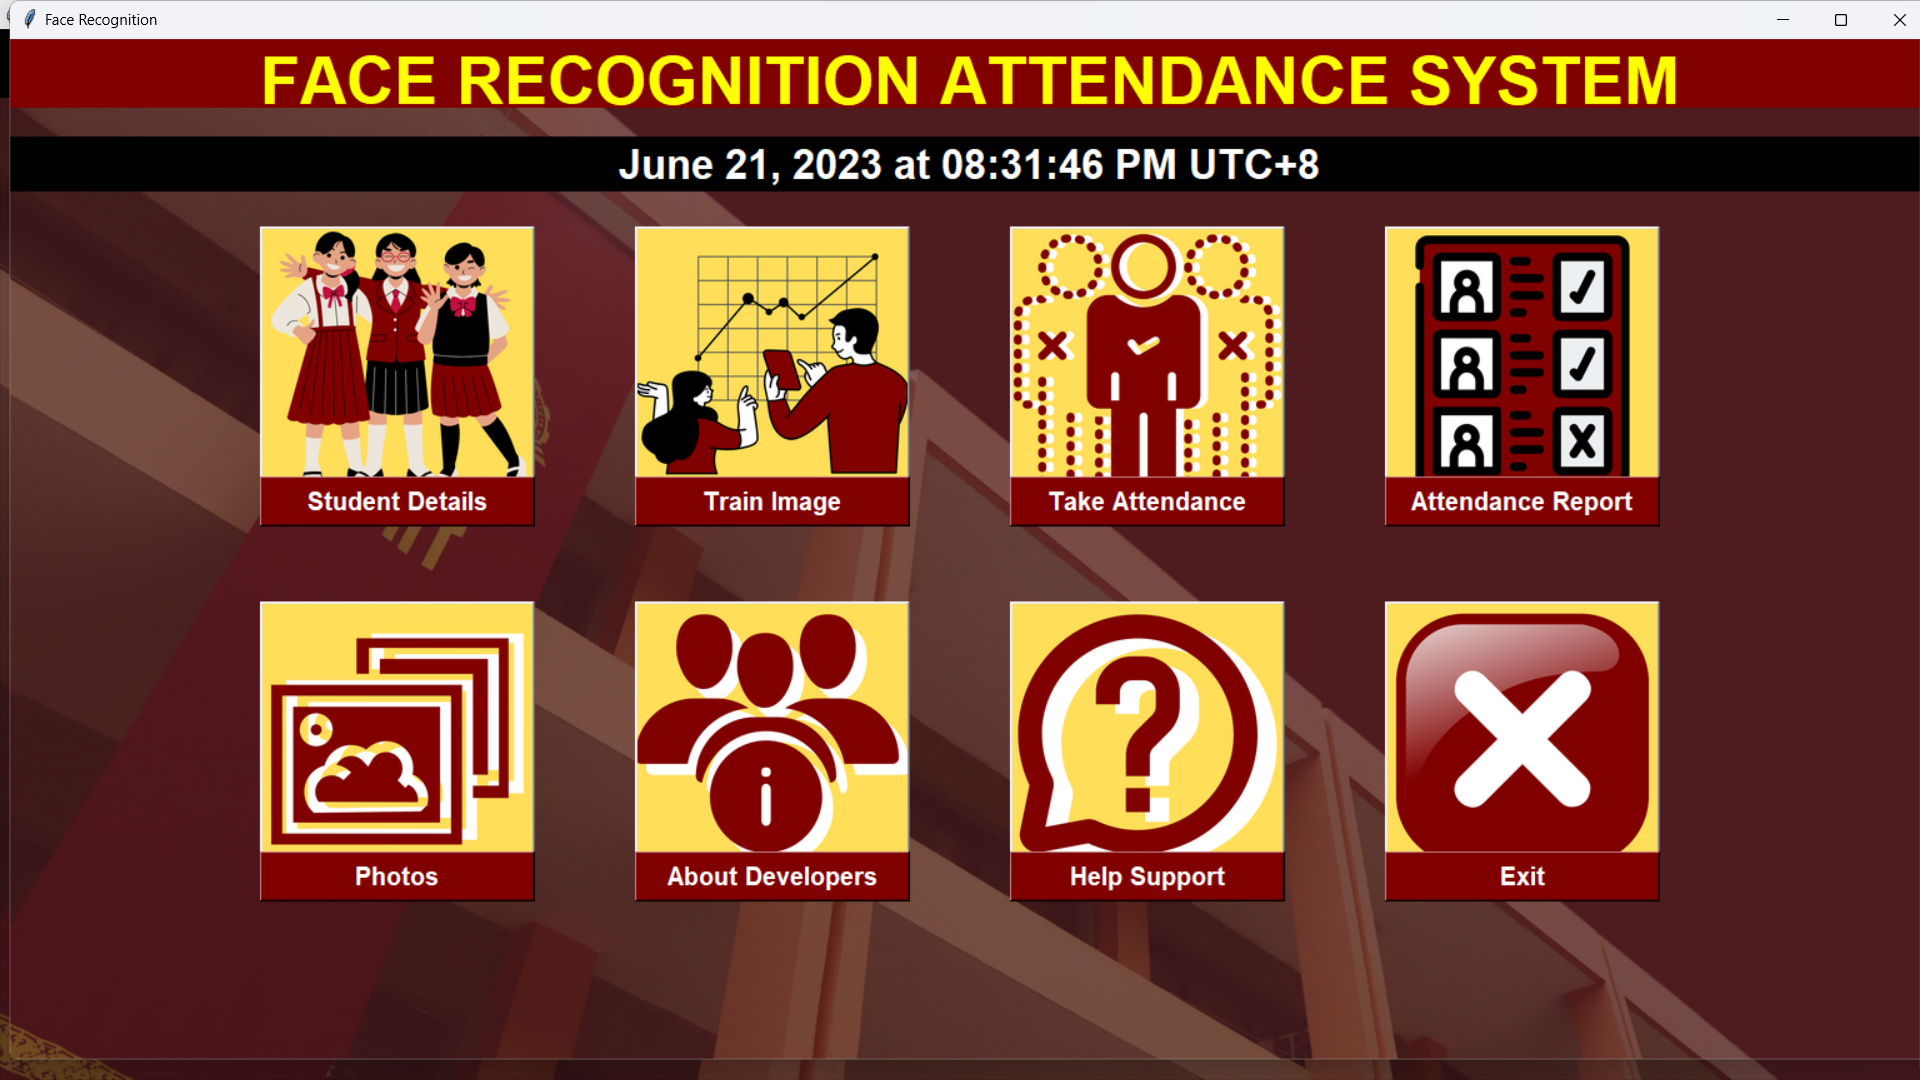 Face Recognition
FACE RECOGNITION ATTENDANCE SYSTEM
June 21, 2023 at 08:31:46 PM UTC+8
Student Details
Train Image
Take Attendance
Attendance Report
Photos
About Developers
Help Support
Exit